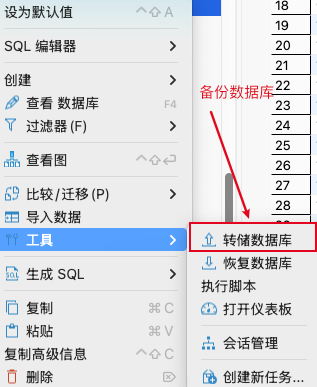 设为默认值 ^⇧A
SQL 编辑器
创建
查看 数据库 F4
过滤器(F)
查看图 ^⇧↩
比较/迁移(P)
导入数据
工具
生成 SQL
复制 ⌘C
粘贴 ⌘V
复制高级信息 ^⇧C
删除 ⌦
备份数据库
转储数据库
恢复数据库
执行脚本
打开仪表板
会话管理
创建新任务...
18
19
20
21
22
23
24
25
26
27
28